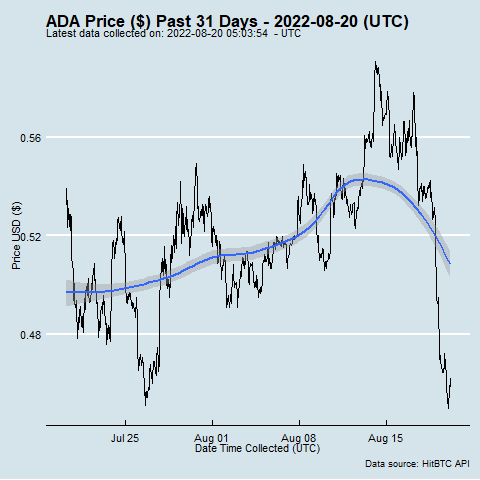 ADA Price ($) Past 31 Days - 2022-08-20 (UTC)
Latest data collected on: 2022-08-20 05:03:54 - UTC
Price USD ($)
0.56
0.52
0.48
Jul 25
Aug 01
Aug 08
Aug 15
Date Time Collected (UTC)
Data source: HitBTC API